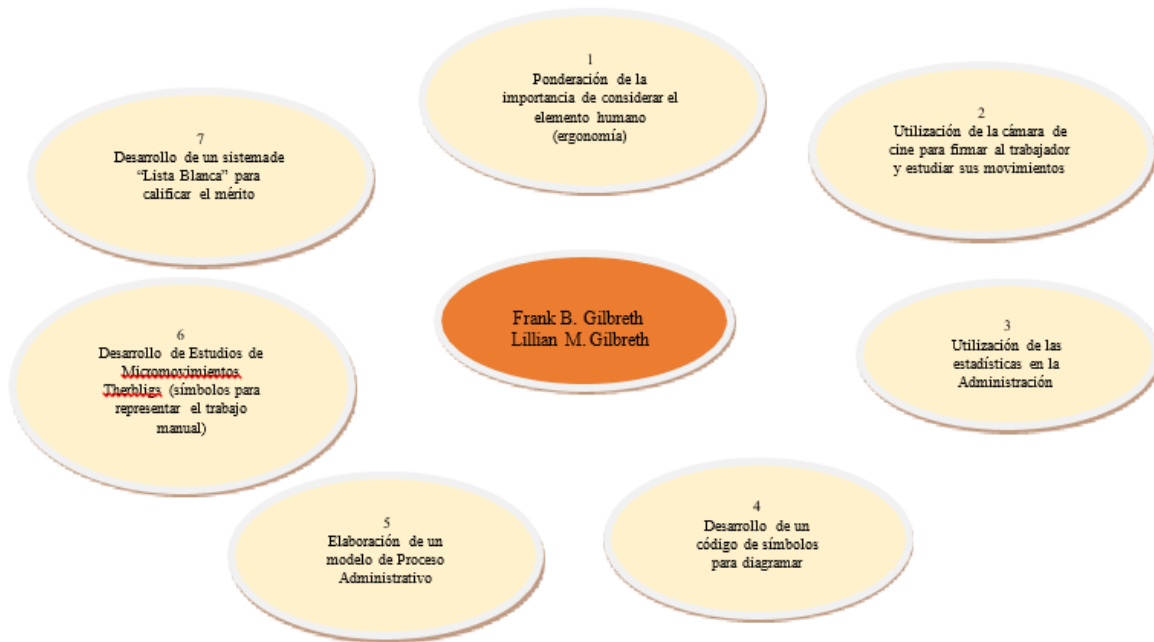 1
Ponderación de la
importancia de considerar el
elemento humano
(ergonomía)
2
Utilización de la cámara de
cine para firmar al trabajador
y estudiar sus movimientos
3
Utilización de las
estadísticas en la
Administración
4
Desarrollo de un
código de símbolos
para diagramar
5
Elaboración de un
modelo de Proceso
Administrativo
6
Desarrollo de Estudios de
Micromovimientos
Therbligs (símbolos para
representar el trabajo
manual)
7
Desarrollo de un sistemade
“Lista Blanca” para
calificar el mérito
Frank B. Gilbreth
Lillian M. Gilbreth